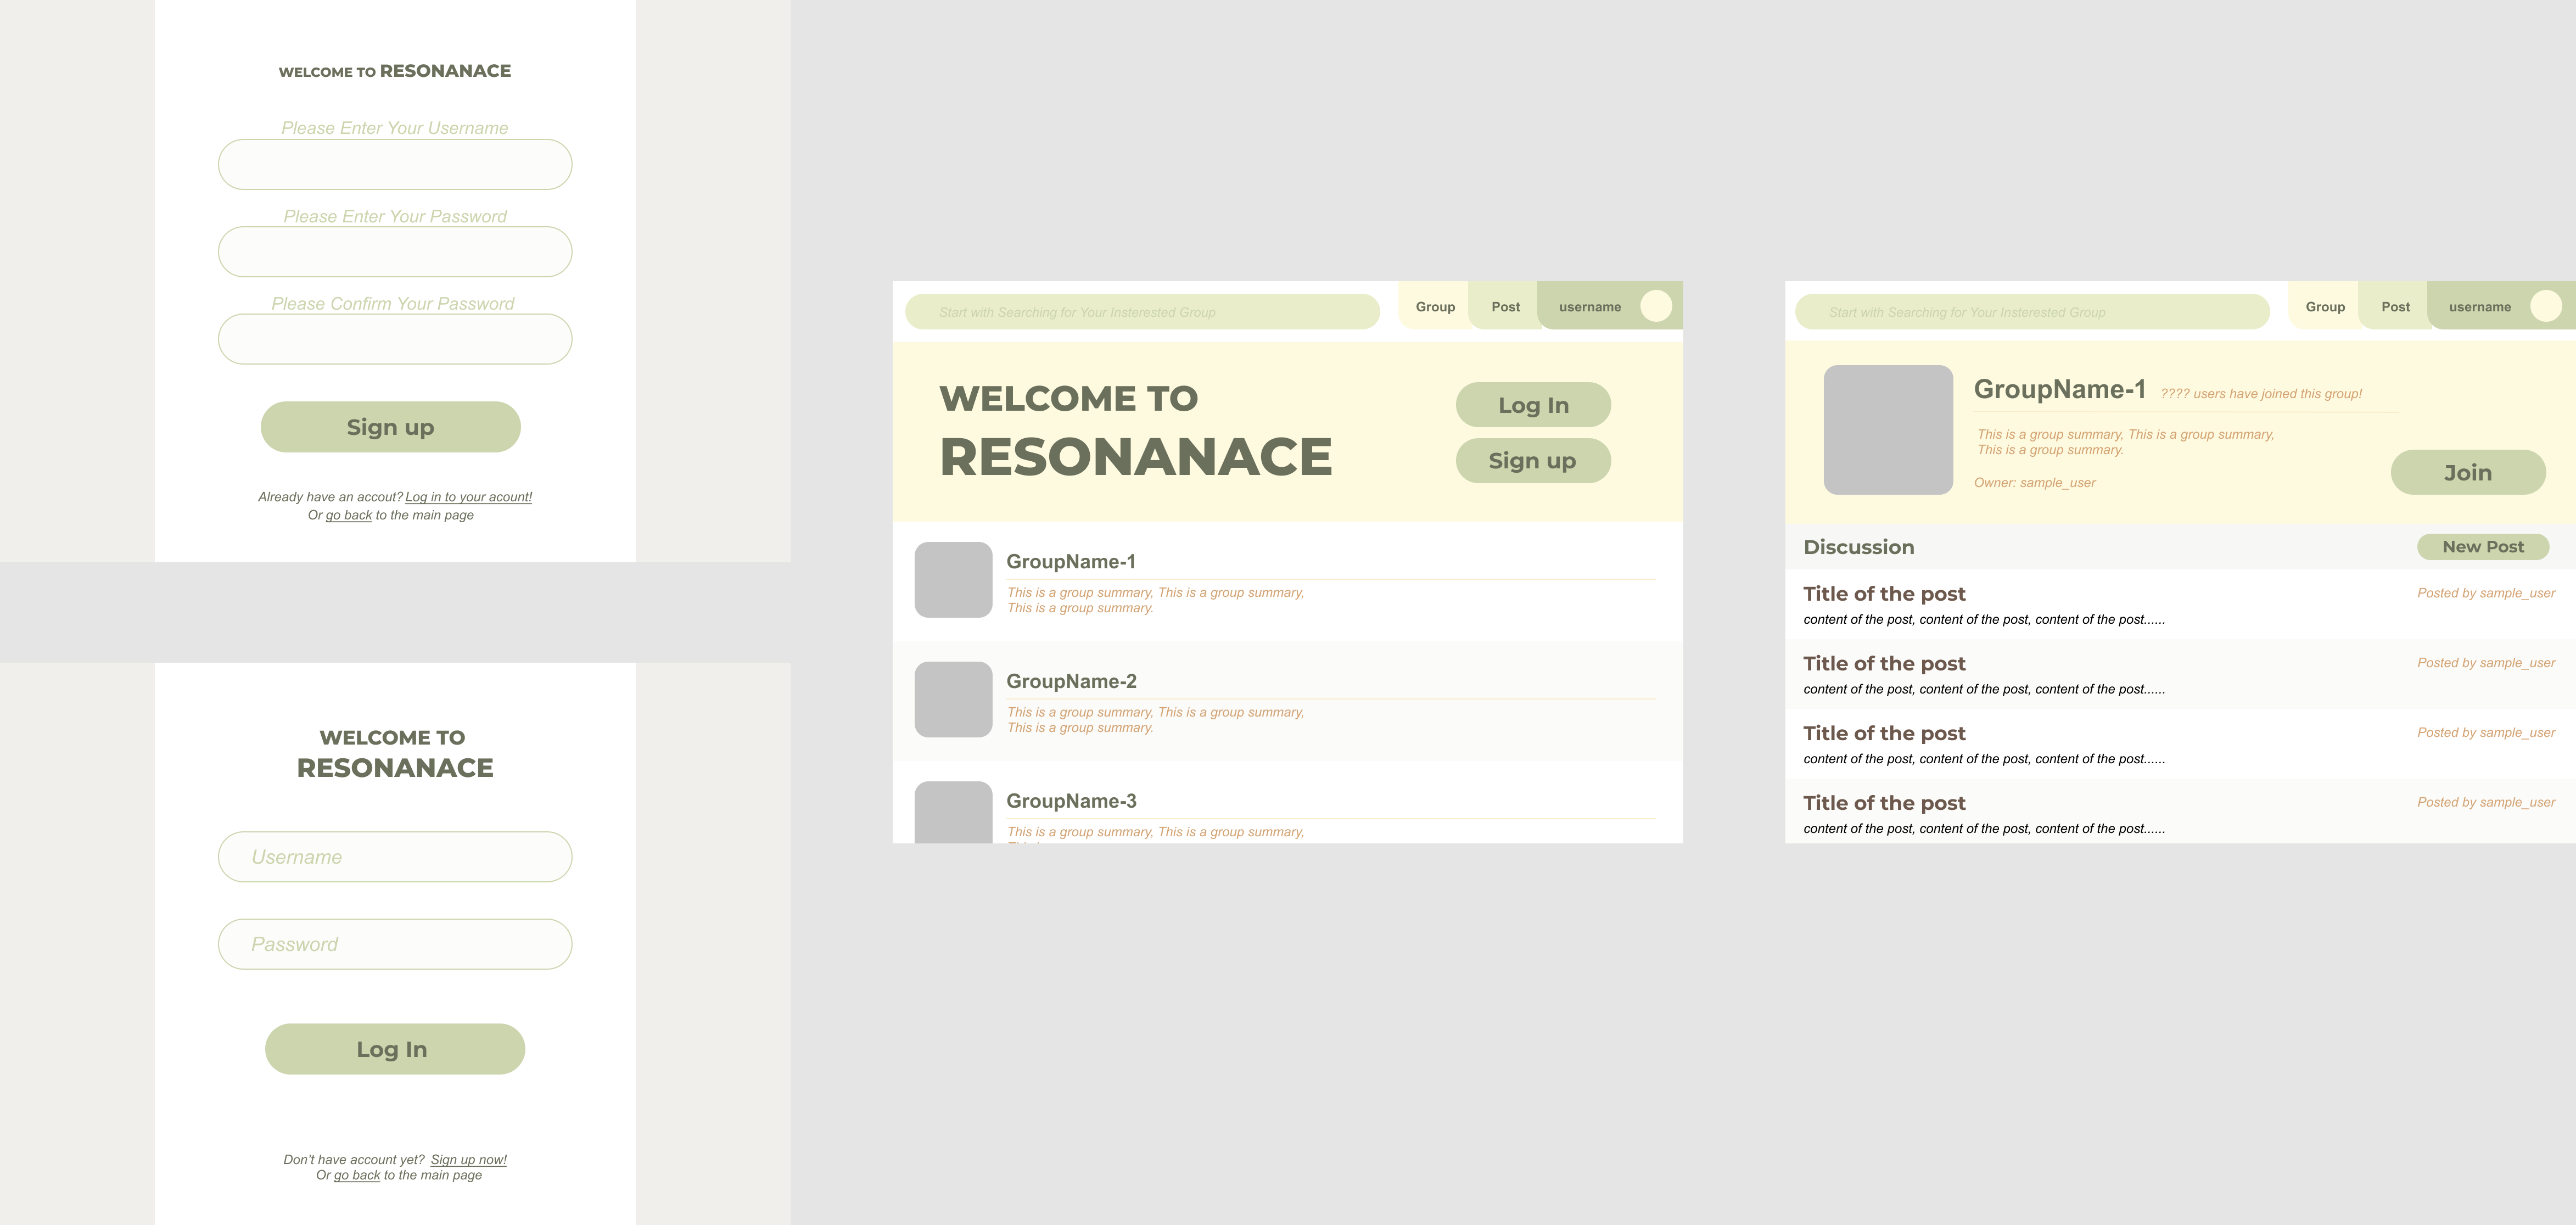 WELCOME TO RESONANACE
Please Enter Your Username
Please Enter Your Password
Please Confirm Your Password
Sign up
Already have an accout? Log in to your acount!
Or go back to the main page
WELCOME TO
RESONANACE
Username
Password
Log In
Don't have account yet? Sign up now!
Or go back to the main page
Start with Searching for Your Insterested Group
Group
Post
username
WELCOME TO
RESONANACE
Log In
Sign up
GroupName-1
This is a group summary, This is a group summary,
This is a group summary.
GroupName-2
This is a group summary, This is a group summary,
This is a group summary.
GroupName-3
This is a group summary, This is a group summary,
Start with Searching for Your Insterested Group
Group
Post
username
GroupName-1 ???? users have joined this group!
This is a group summary, This is a group summary,
This is a group summary.
Owner: sample_user
Join
Discussion
New Post
Title of the post
Posted by sample_user
content of the post, content of the post, content of the post......
Title of the post
Posted by sample_user
content of the post, content of the post, content of the post......
Title of the post
Posted by sample_user
content of the post, content of the post, content of the post......
Title of the post
Posted by sample_user
content of the post, content of the post, content of the post......